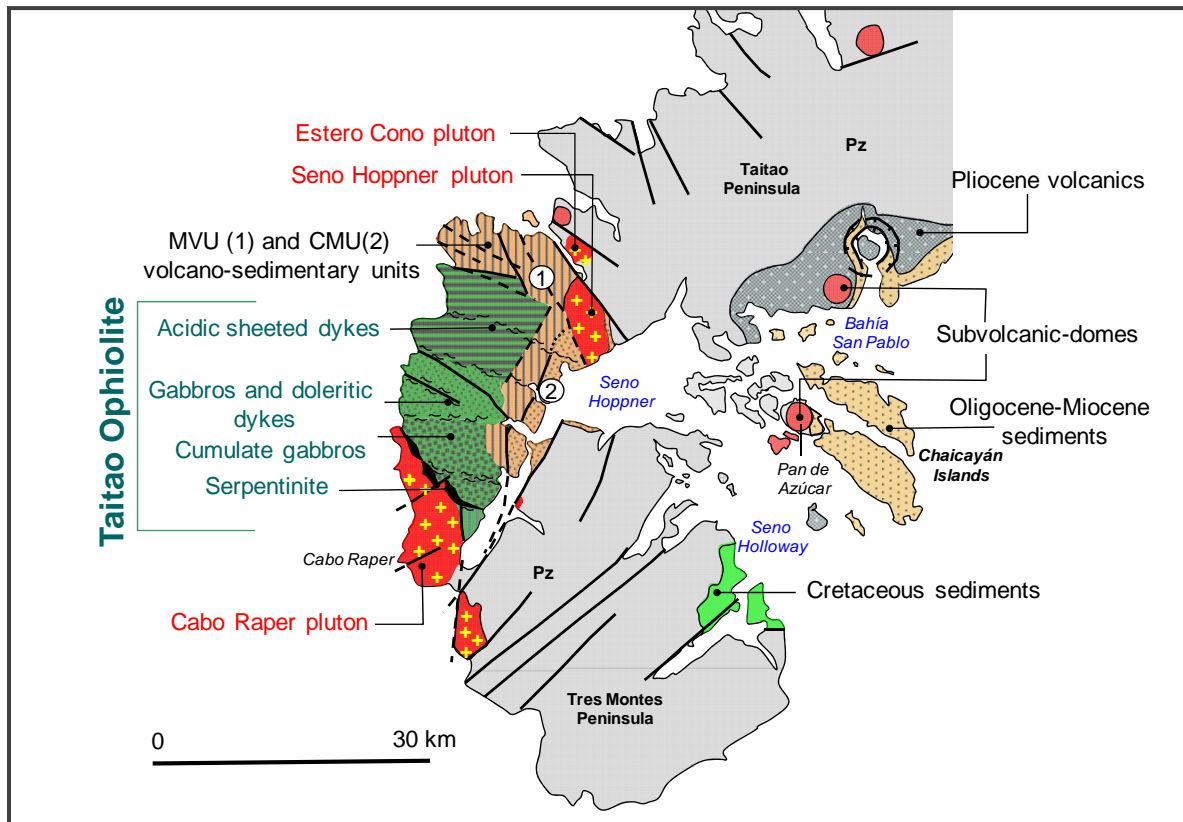 Estero Cono pluton
Seno Hoppner pluton
Pz
Taitao
Peninsula
Pliocene volcanics
MVU (1) and CMU(2)
volcano-sedimentary units
1
Taitao Ophiolite
Acidic sheeted dykes
Bahía
San Pablo
Subvolcanic-domes
Gabbros and doleritic
dykes
2
Seno
Hoppner
Oligocene-Miocene
sediments
Cumulate gabbros
Chaicayán
Islands
Pan de
Azúcar
Serpentinite
Seno
Holloway
Cabo Raper
Pz
Cretaceous sediments
Cabo Raper pluton
Tres Montes
Peninsula
0
30 km